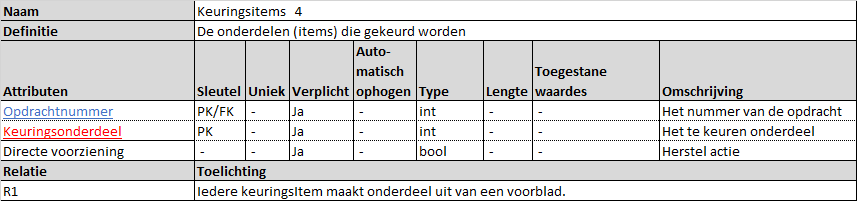 Naam Keuringsitems 4
Definitie De onderdelen (items) die gekeurd worden
Attributen Sleutel Uniek Verplicht Auto-matisch ophogen Type Lengte Toegestane waardes Omschrijving
Opdrachtnummer PK/FK - Ja - int - - Het nummer van de opdracht
Keuringsonderdeel PK - Ja - int - - Het te keuren onderdeel
Directe voorziening - - Ja - bool - - Herstel actie
Relatie Toelichting
R1 Iedere keuringsItem maakt onderdeel uit van een voorblad.